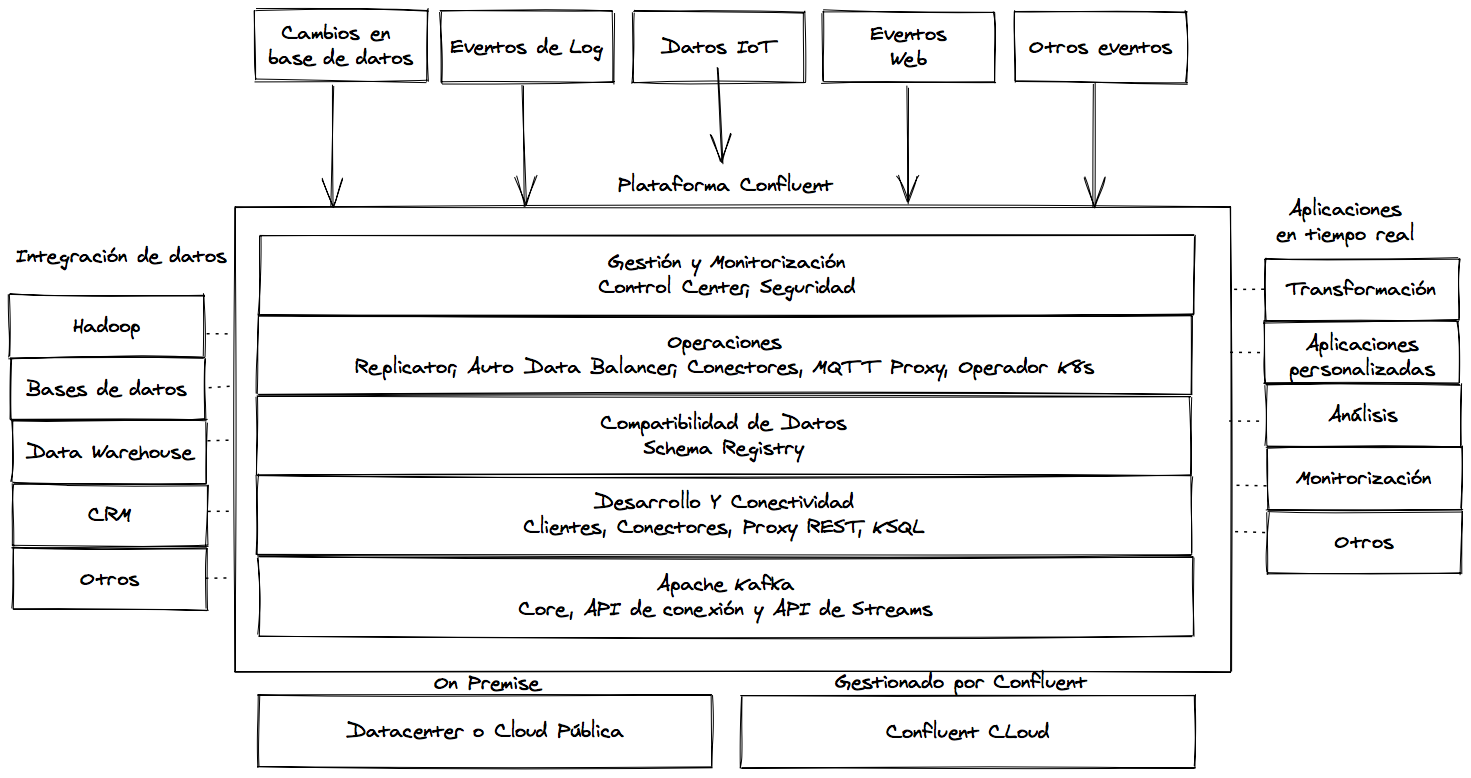 Cambios en
base de datos
Eventos de Log
Datos IoT
Eventos
Web
Otros eventos
Plataforma Confluent
Integración de datos
Hadoop
Bases de datos
Data Warehouse
CRM
Otros
Gestión y Monitorización
Control Center, Seguridad
Operaciones
Replicator, Auto Data Balancer, Conectores, MQTT Proxy, Operador K8s
Compatibilidad de Datos
Schema Registry
Desarrollo Y Conectividad
Clientes, Conectores, Proxy REST, KSQL
Apache Kafka
Core, API de conexión y API de Streams
Aplicaciones
en tiempo real
Transformación
Aplicaciones
personalizadas
Análisis
Monitorización
Otros
On Premise
Datacenter o Cloud Pública
Gestionado por Confluent
Confluent CLoud